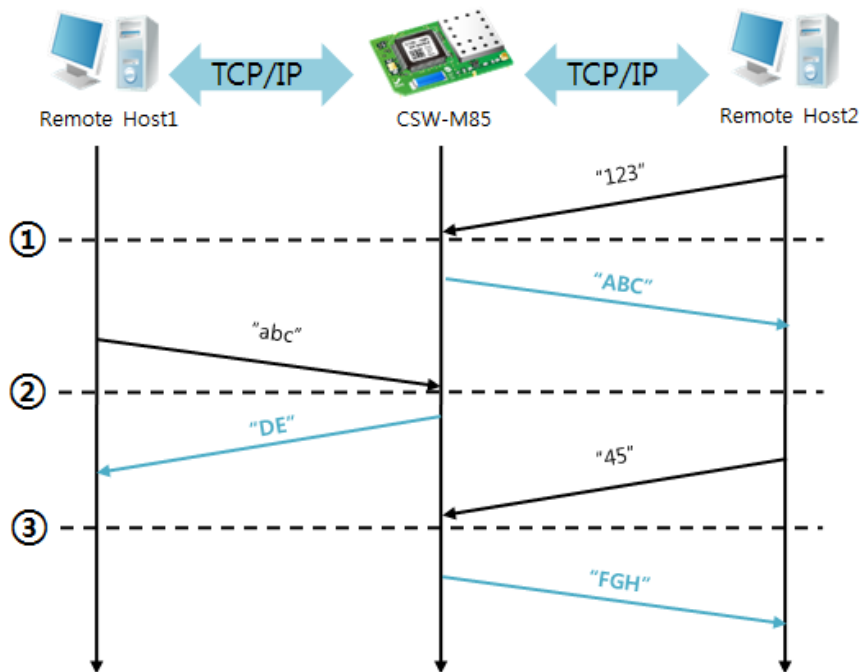 TCP/IP
TCP/IP
Remote Host1
CSW-M85
Remote Host2
"123"
①
"ABC"
"abc"
②
"DE"
"45"
③
"FGH"